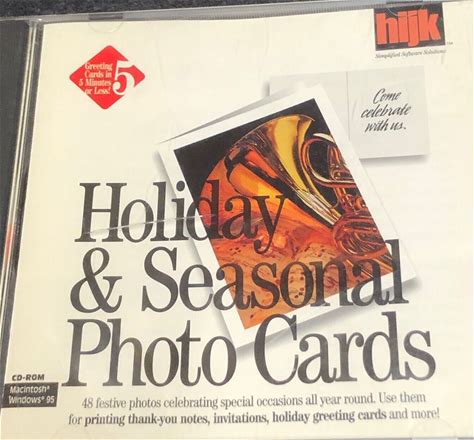 Greeting
Cards in
5 Minutes
or Less!
5
hijk
Simplified Software Solutions
Come
celebrate
with us.
Holiday
& Seasonal
Photo Cards
CD-ROM
Macintosh®
Windows® 95
48 festive photos celebrating special occasions all year round. Use them
for printing thank-you notes, invitations, holiday greeting cards and more!